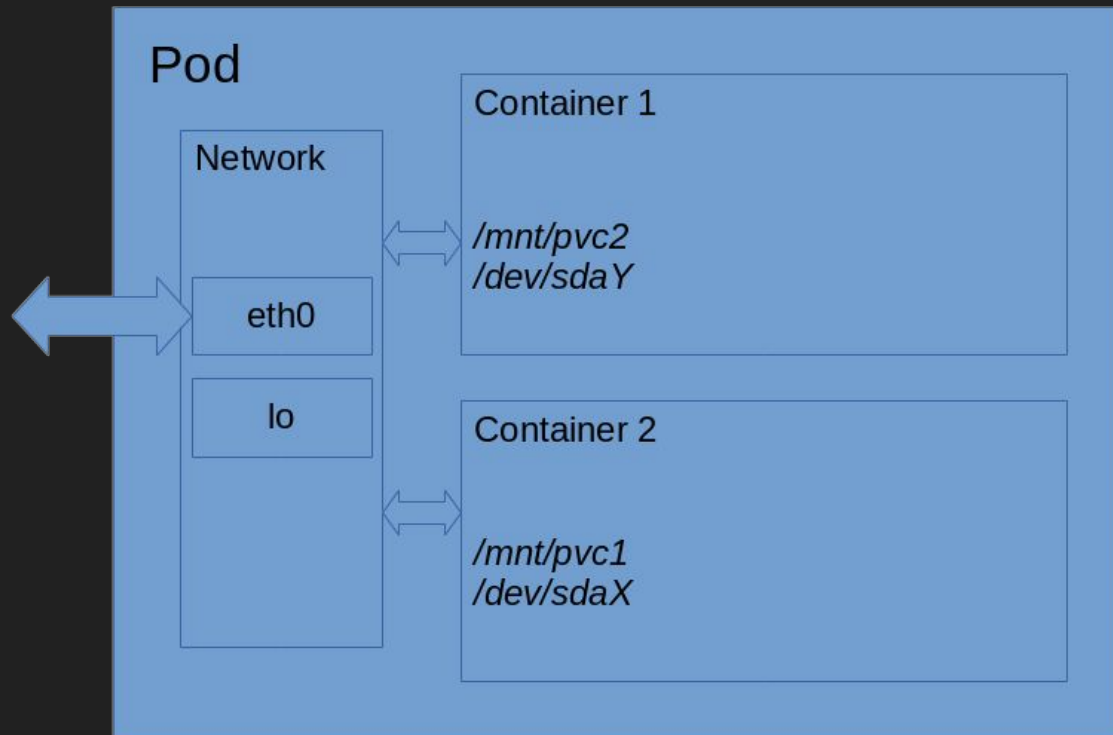 Pod
Container 1
Network
/mnt/pvc2
/dev/sdaY
eth0
lo
Container 2
/mnt/pvc1
/dev/sdaX